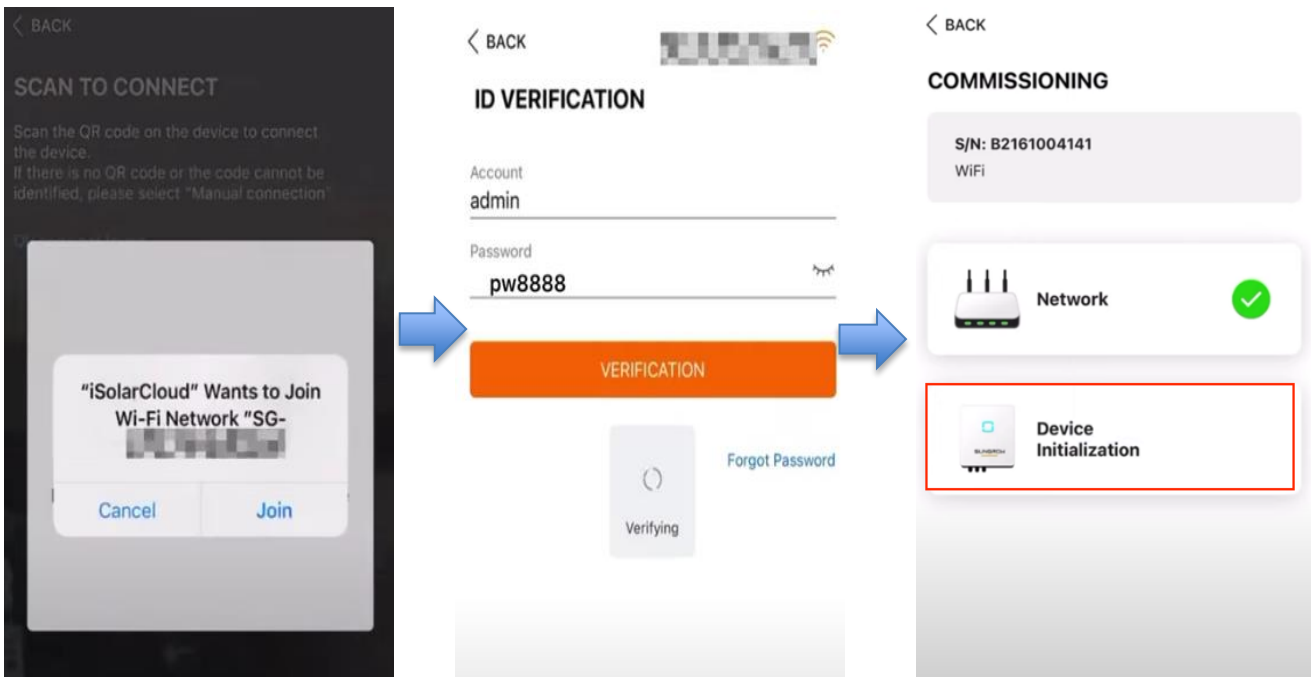 BACK
SCAN TO CONNECT
Scan the QR code on the device to connect
the device.
If there is no QR code or the code cannot be
identified, please select "Manual connection"
"iSolarCloud" Wants to Join
Wi-Fi Network "SG-
Cancel
Join
BACK
ID VERIFICATION
Account
admin
Password
pw8888
VERIFICATION
Forgot Password
Verifying
BACK
COMMISSIONING
S/N: B2161004141
WiFi
Network
Device
Initialization
SUNGROW